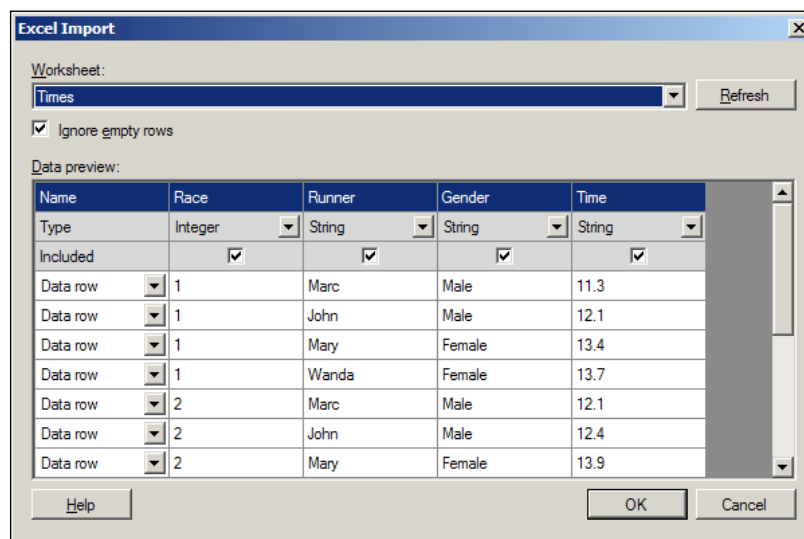 Excel Import
Worksheet:
Times
Refresh
Ignore empty rows
Data preview:
Name Race Runner Gender Time
Type Integer String String String
Included
Data row 1 Marc Male 11.3
Data row 1 John Male 12.1
Data row 1 Mary Female 13.4
Data row 1 Wanda Female 13.7
Data row 2 Marc Male 12.1
Data row 2 John Male 12.4
Data row 2 Mary Female 13.9
Help OK Cancel